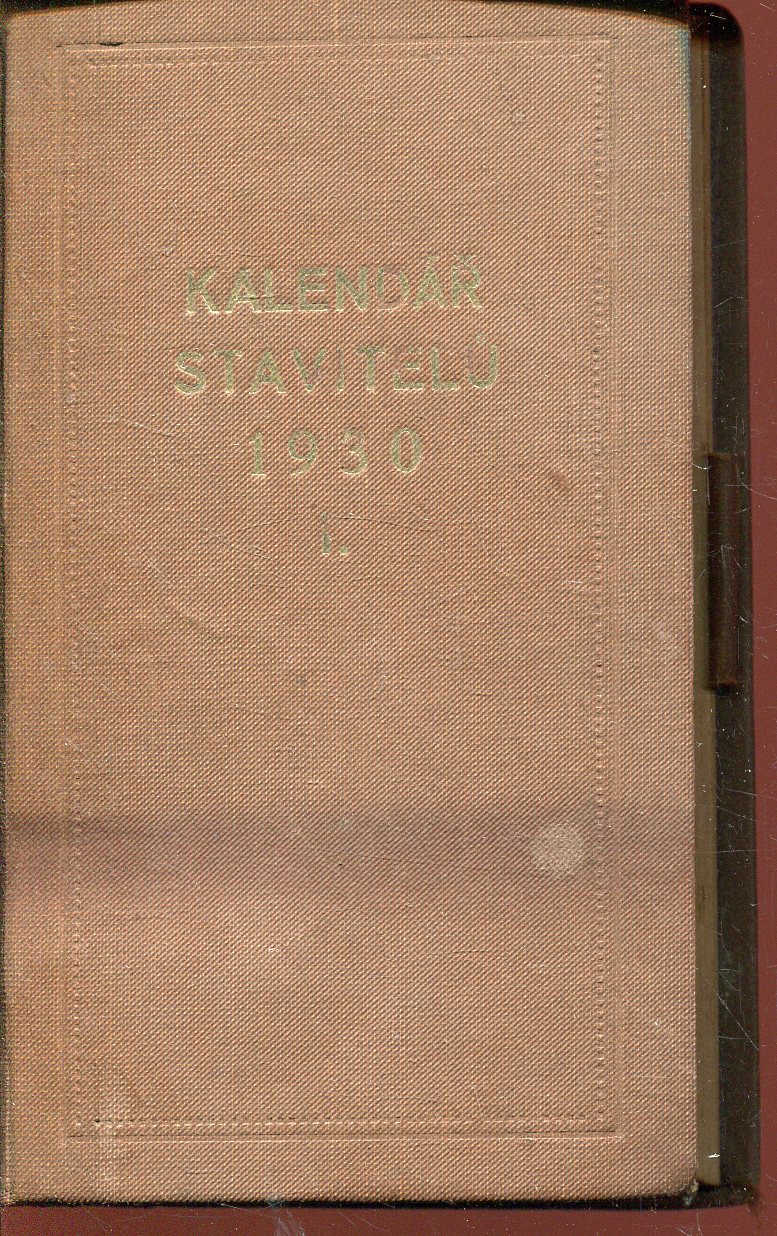 KALENDÁŘ
STAVITELŮ
1930
I.